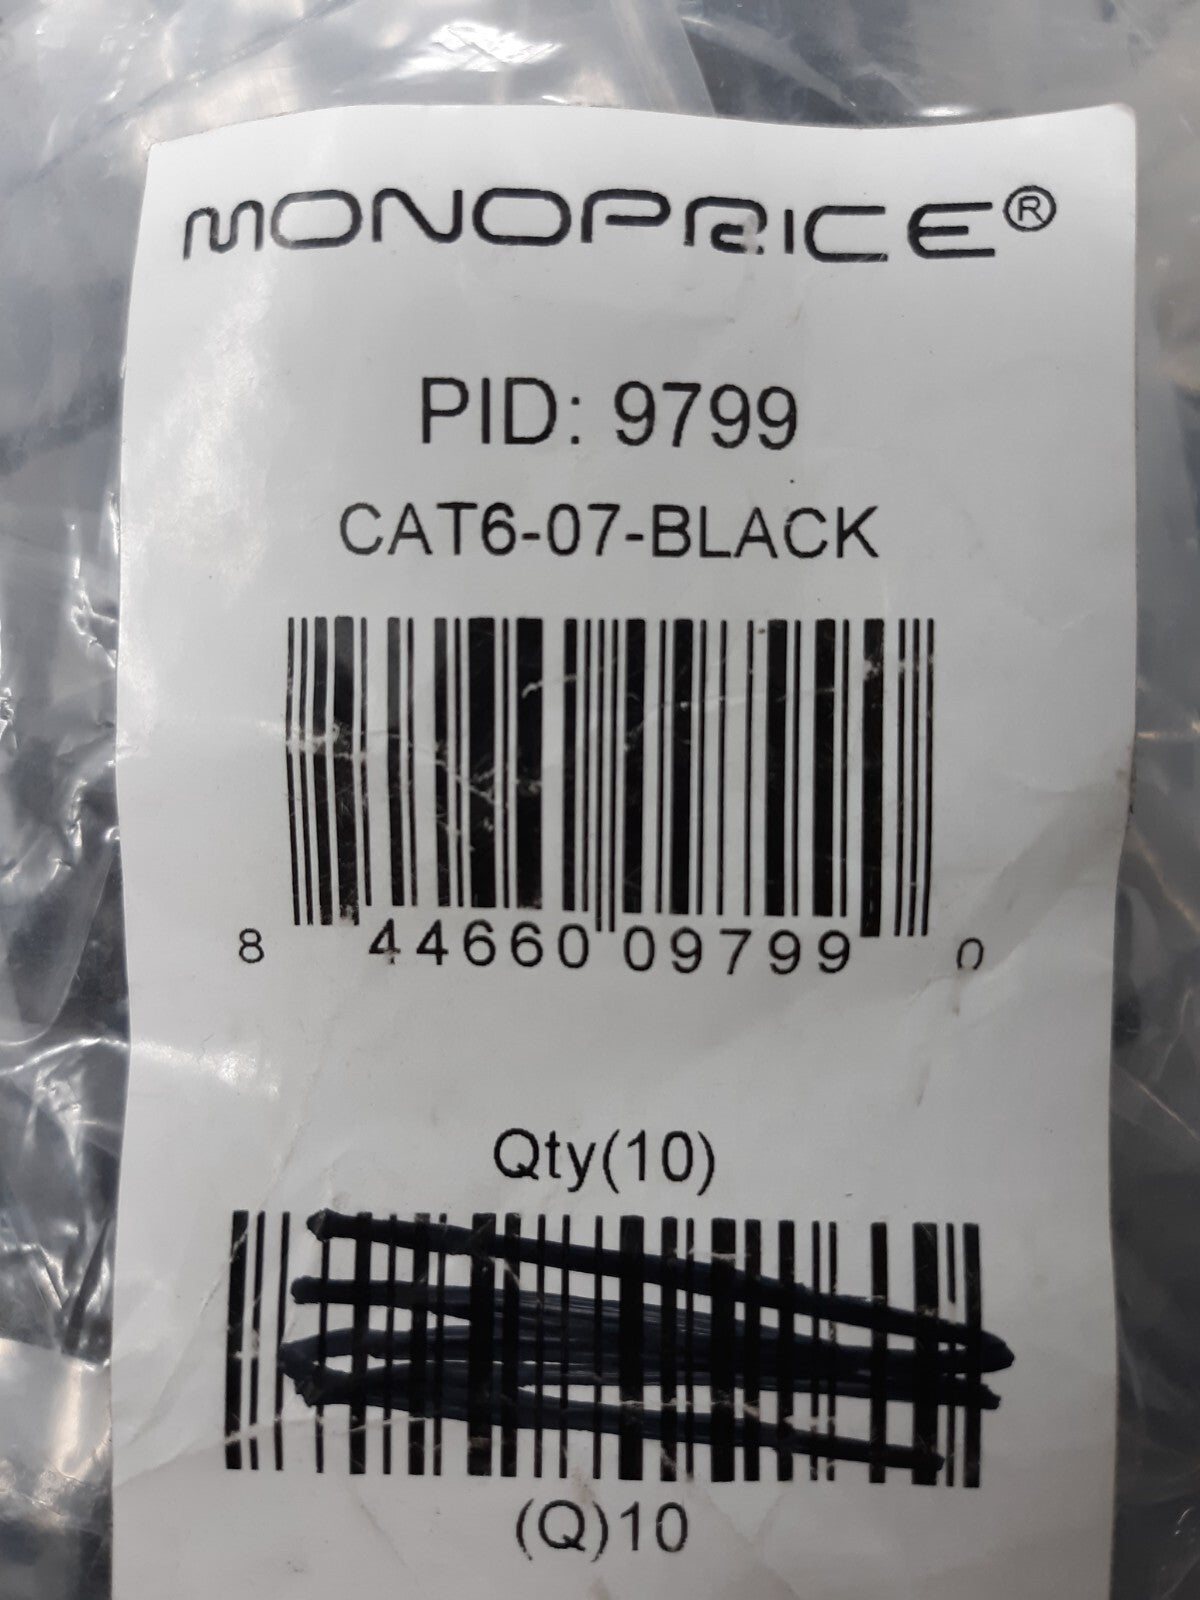 MONOPRICE®
PID: 9799
CAT6-07-BLACK
8 44660 09799 0
Qty(10)
(Q)10